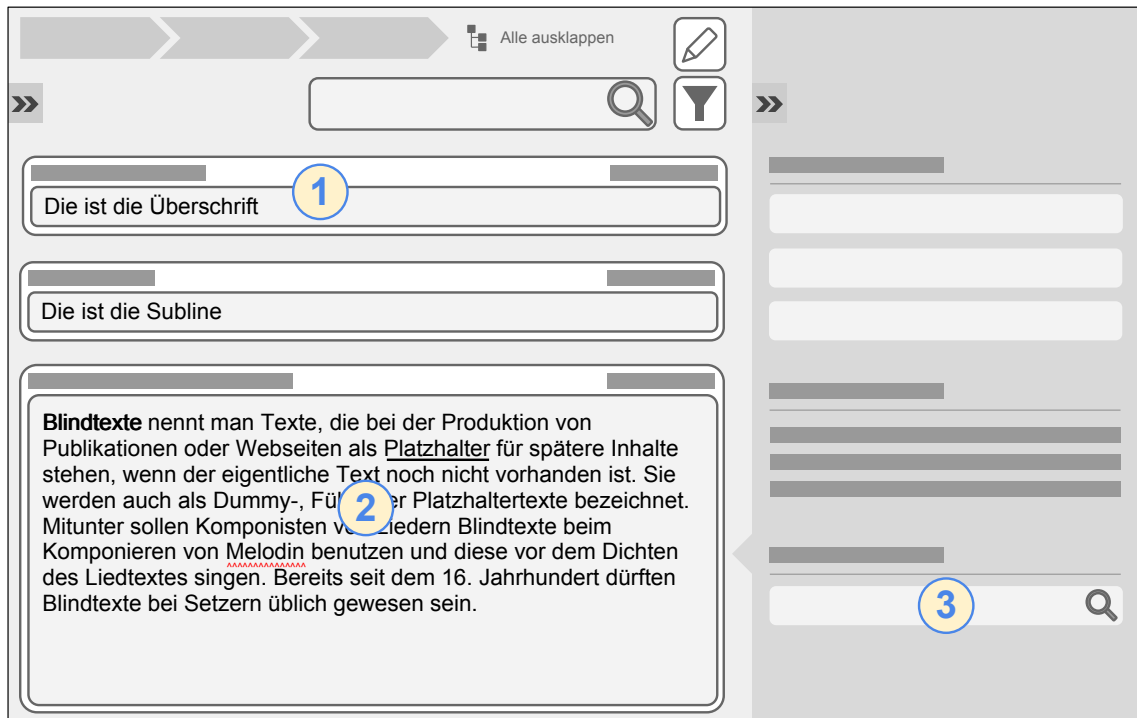 Alle ausklappen
1
Die ist die Überschrift
Die ist die Subline
Blindtexte nennt man Texte, die bei der Produktion von
Publikationen oder Webseiten als Platzhalter für spätere Inhalte
stehen, wenn der eigentliche Text noch nicht vorhanden ist. Sie
werden auch als Dummy-, Platzhaltertexte bezeichnet.
2
Mitunter sollen Komponisten Liedern Blindtexte beim
Komponieren von Melodin benutzen und diese vor dem Dichten
des Liedtextes singen. Bereits seit dem 16. Jahrhundert dürften
Blindtexte bei Setzern üblich gewesen sein.
3